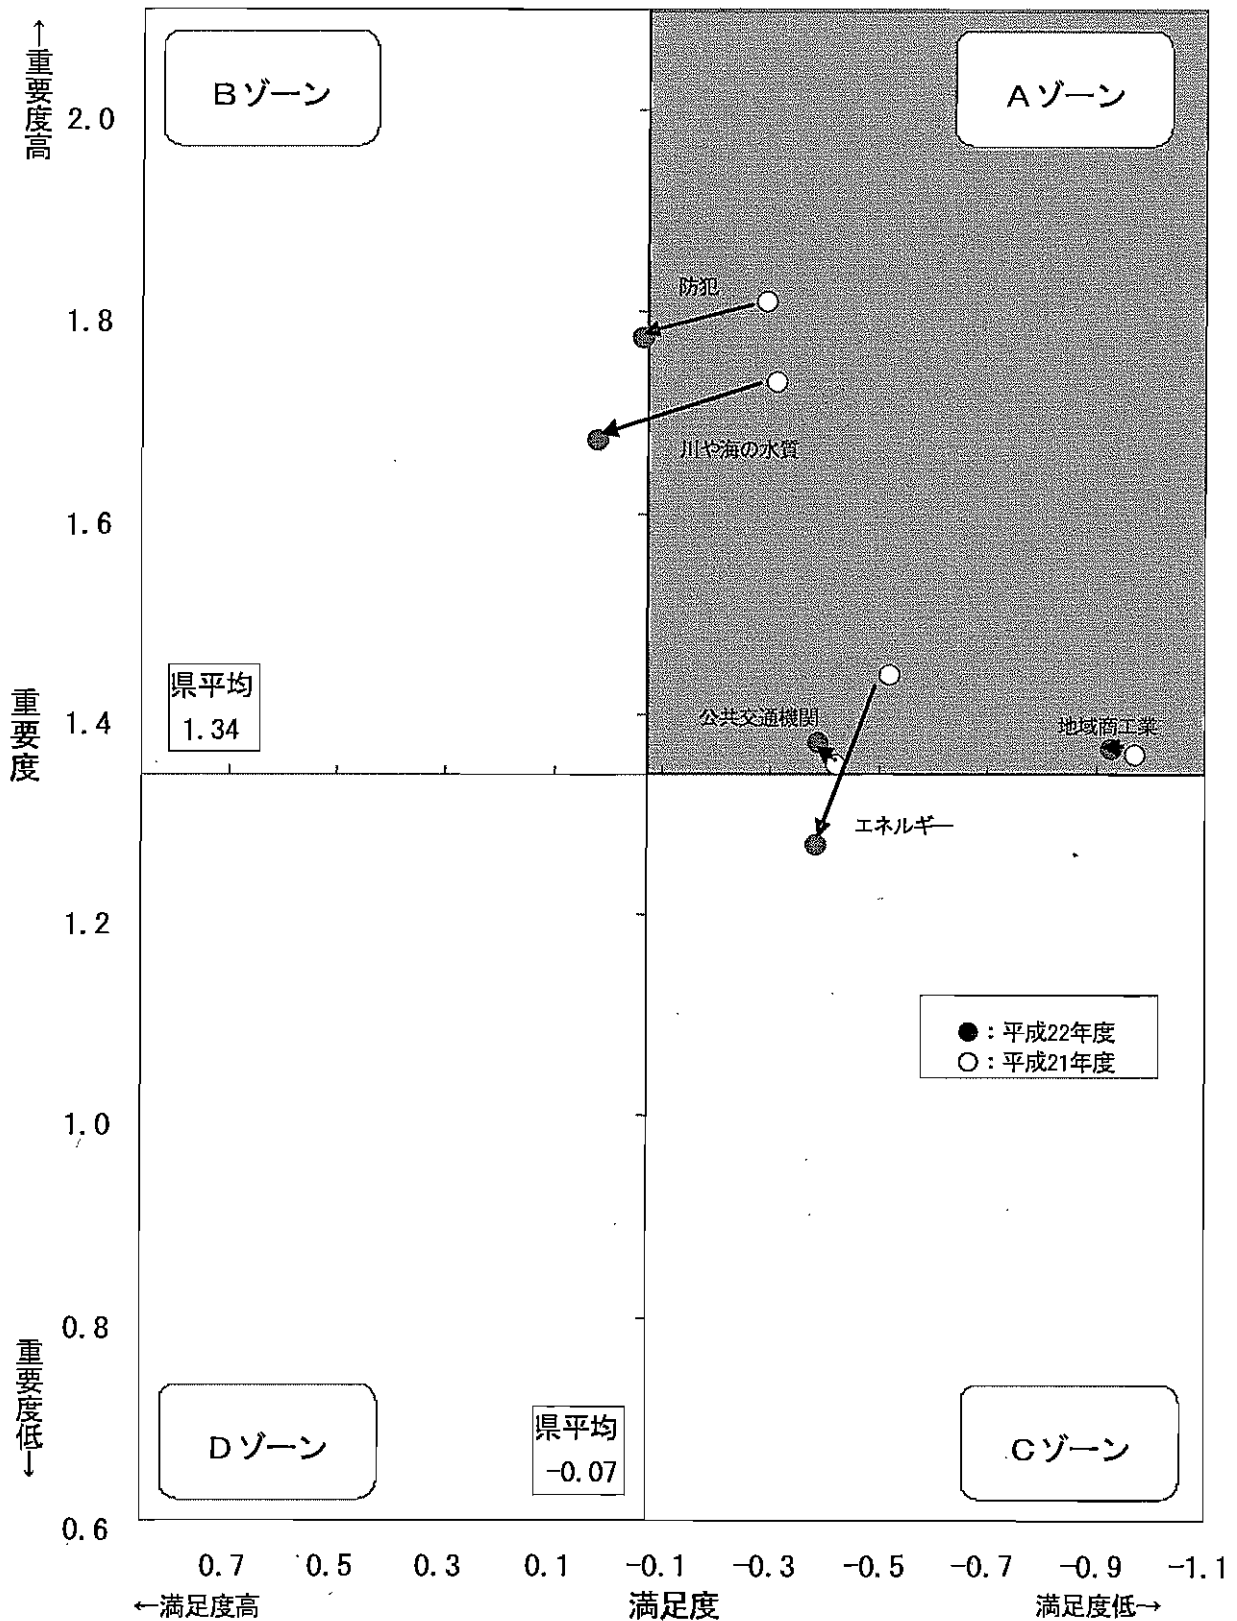 ↑重要度高
Bゾーン
Aゾーン
2.0
防犯
1.8
川や海の水質
1.6
県平均
1.34
重要度
1.4
公共交通機関
地域商工業
エネルギー
1.2
●：平成22年度
○：平成21年度
1.0
0.8
重要度低↓
Dゾーン
県平均
-0.07
Cゾーン
0.6
0.7 0.5 0.3 0.1 -0.1 -0.3 -0.5 -0.7 -0.9 -1.1
←満足度高 満足度 満足度低→